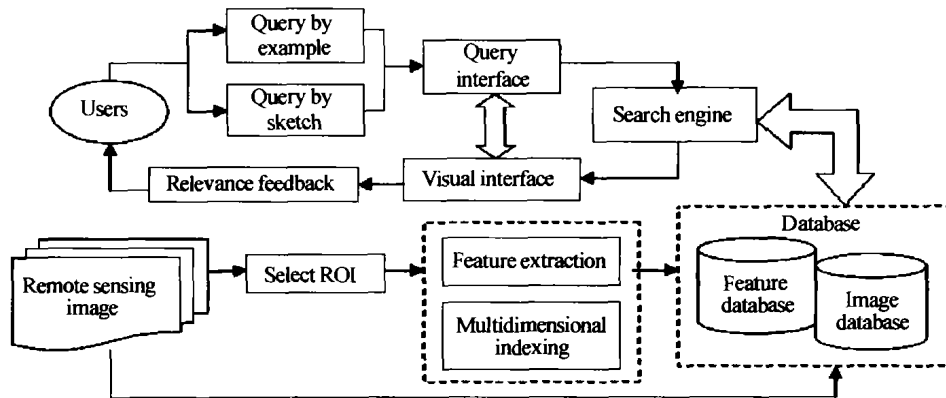 Query by
example
Query by
sketch
Query
interface
Users
Search engine
Relevance feedback
Visual interface
Database
Remote sensing
image
Select ROI
Feature extraction
Multidimensional
indexing
Feature
database
Image
database